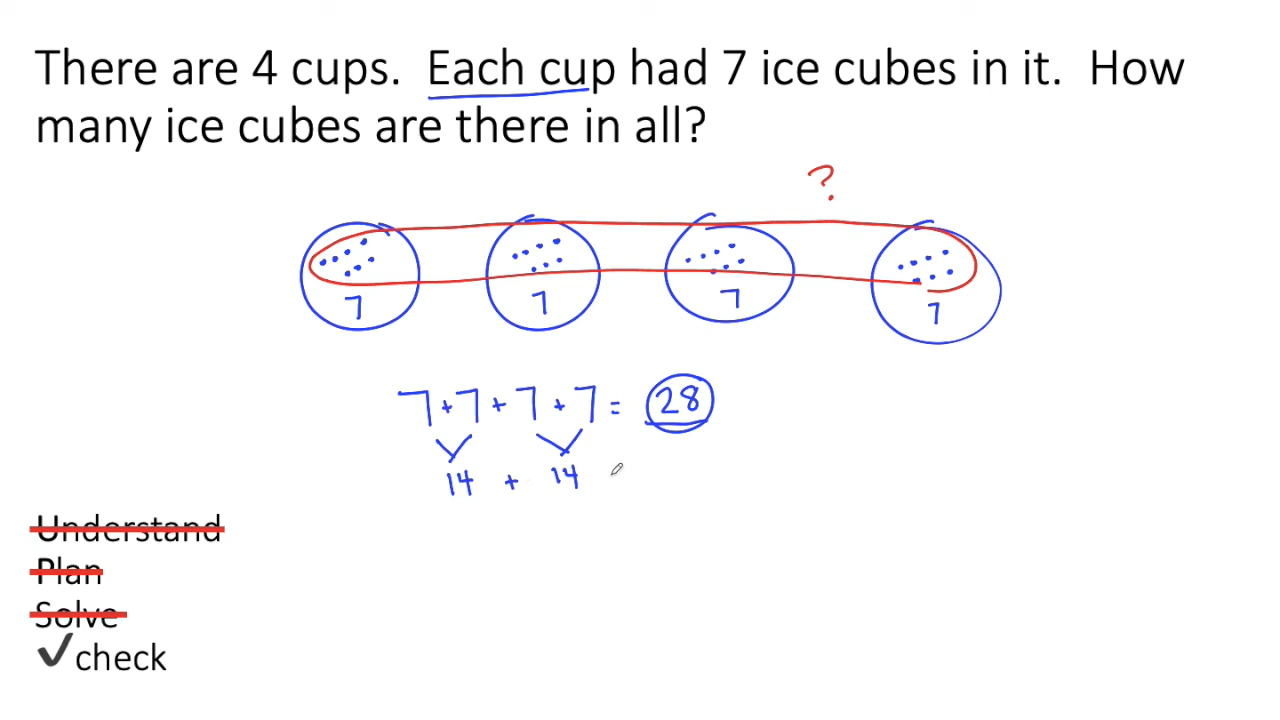 There are 4 cups. Each cup had 7 ice cubes in it. How
many ice cubes are there in all?
?
7 7 7 7
7+7+7+7=28
14 + 14
Understand
Plan
Solve
✔check